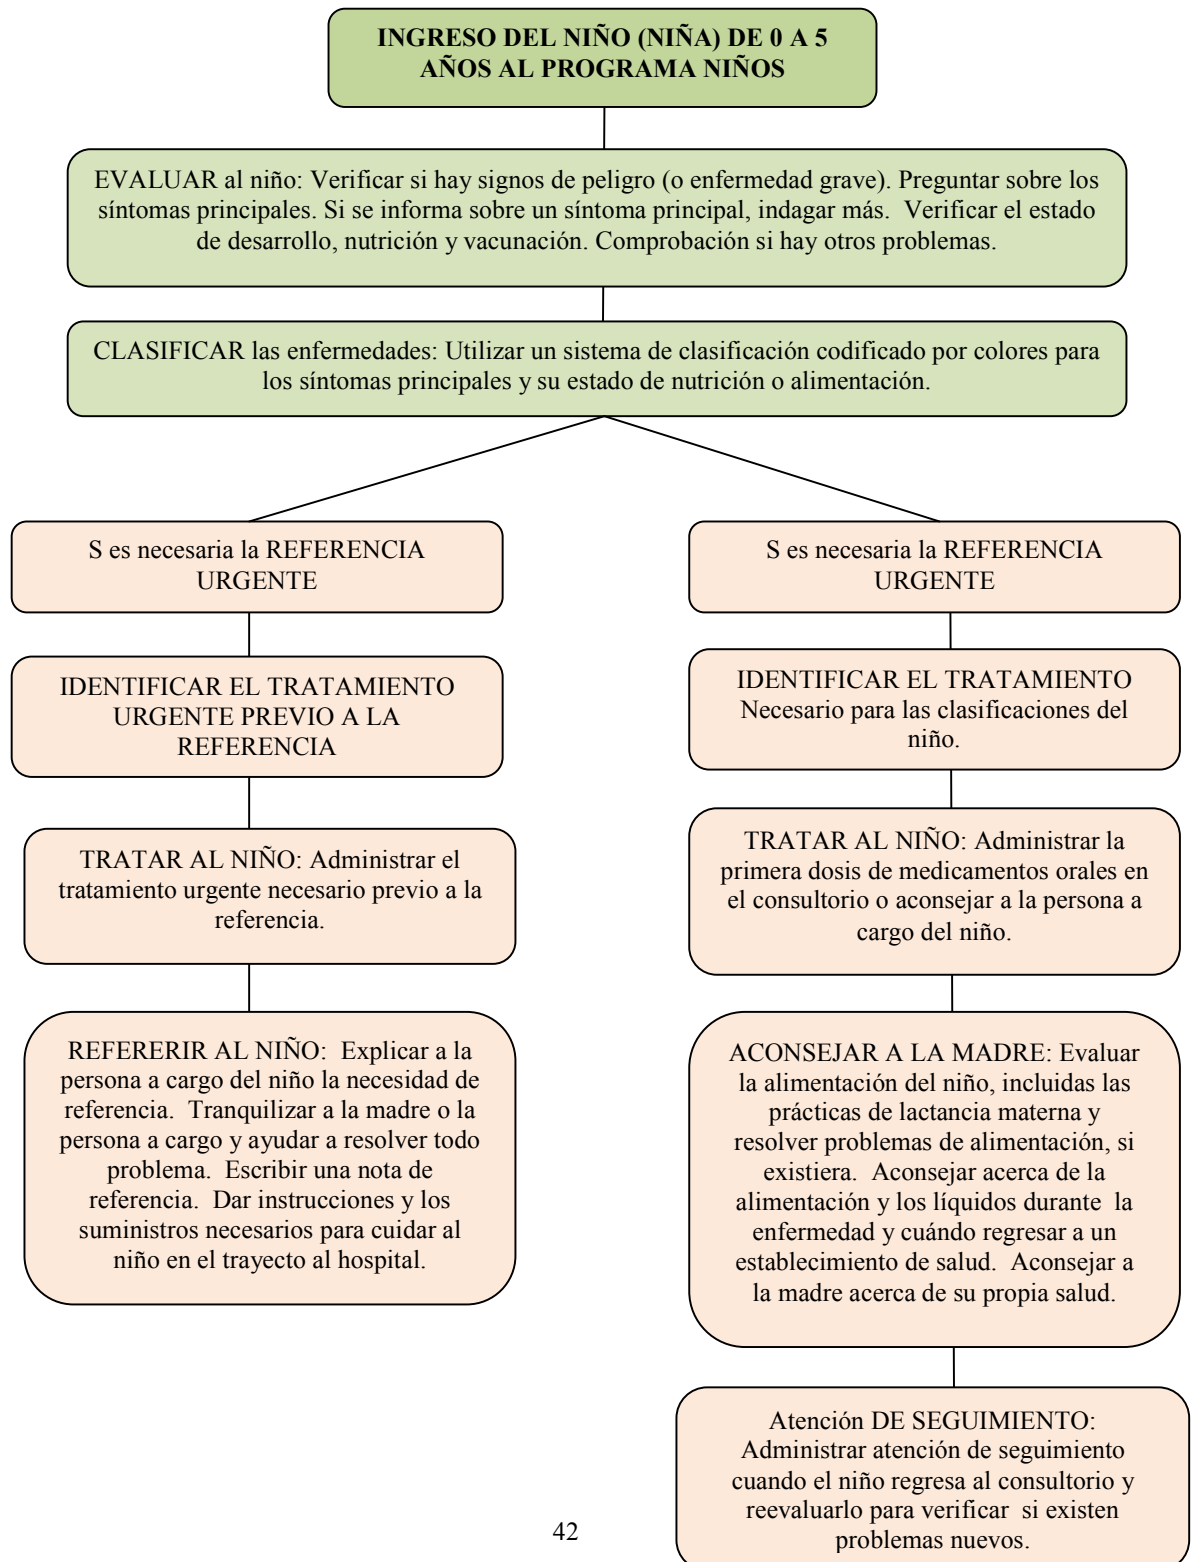 INGRESO DEL NIÑO (NIÑA) DE 0 A 5
AÑOS AL PROGRAMA NIÑOS
EVALUAR al niño: Verificar si hay signos de peligro (o enfermedad grave). Preguntar sobre los
síntomas principales. Si se informa sobre un síntoma principal, indagar más. Verificar el estado
de desarrollo, nutrición y vacunación. Comprobación si hay otros problemas.
CLASIFICAR las enfermedades: Utilizar un sistema de clasificación codificado por colores para
los síntomas principales y su estado de nutrición o alimentación.
S es necesaria la REFERENCIA
URGENTE
IDENTIFICAR EL TRATAMIENTO
URGENTE PREVIO A LA
REFERENCIA
TRATAR AL NIÑO: Administrar el
tratamiento urgente necesario previo a la
referencia.
REFERERIR AL NIÑO: Explicar a la
persona a cargo del niño la necesidad de
referencia. Tranquilizar a la madre o la
persona a cargo y ayudar a resolver todo
problema. Escribir una nota de
referencia. Dar instrucciones y los
suministros necesarios para cuidar al
niño en el trayecto al hospital.
S es necesaria la REFERENCIA
URGENTE
IDENTIFICAR EL TRATAMIENTO
Necesario para las clasificaciones del
niño.
TRATAR AL NIÑO: Administrar la
primera dosis de medicamentos orales en
el consultorio o aconsejar a la persona a
cargo del niño.
ACONSEJAR A LA MADRE: Evaluar
la alimentación del niño, incluidas las
prácticas de lactancia materna y
resolver problemas de alimentación, si
existiera. Aconsejar acerca de la
alimentación y los líquidos durante la
enfermedad y cuándo regresar a un
establecimiento de salud. Aconsejar a
la madre acerca de su propia salud.
Atención DE SEGUIMIENTO:
Administrar atención de seguimiento
cuando el niño regresa al consultorio y
reevaluarlo para verificar si existen
problemas nuevos.
42